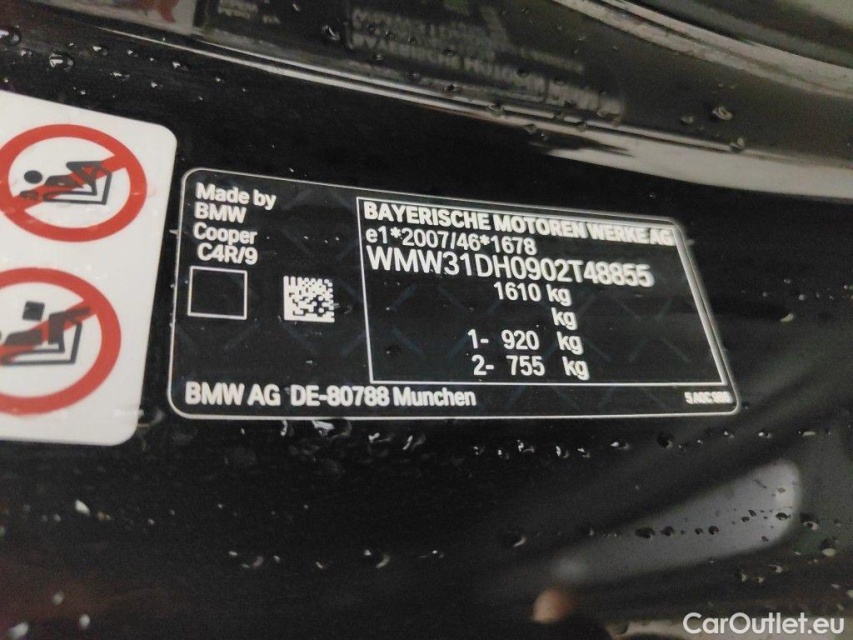 Made by
BMW
Cooper
C4R/9
BAYERISCHE MOTOREN WERKE AG
e1*2007/46*1678
WMW31DH0902T48855
1610 kg
kg
1- 920 kg
2- 755 kg
BMW AG DE-80788 Munchen
CarOutlet.eu